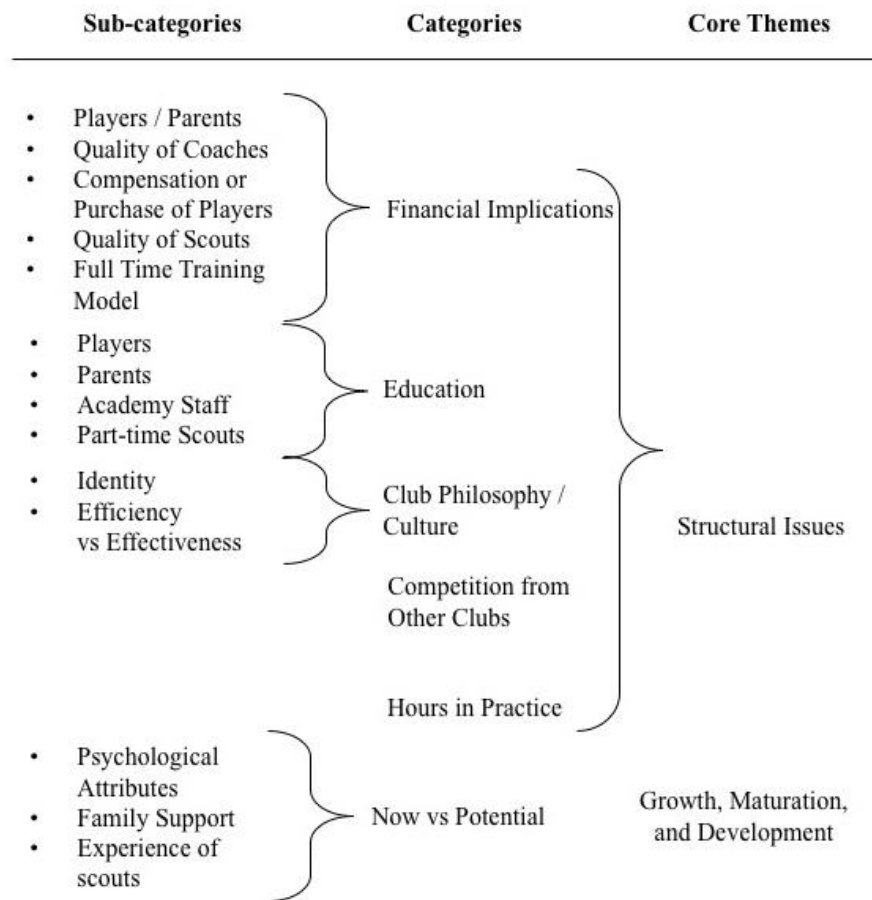 Sub-categories Categories Core Themes
• Players / Parents
• Quality of Coaches
• Compensation or
Purchase of Players
• Quality of Scouts
• Full Time Training
Model
Financial Implications
• Players
• Parents
• Academy Staff
• Part-time Scouts
Education
• Identity
• Efficiency
vs Effectiveness
Club Philosophy /
Culture
Competition from
Other Clubs
Hours in Practice
Structural Issues
• Psychological
Attributes
• Family Support
• Experience of
scouts
Now vs Potential
Growth, Maturation,
and Development